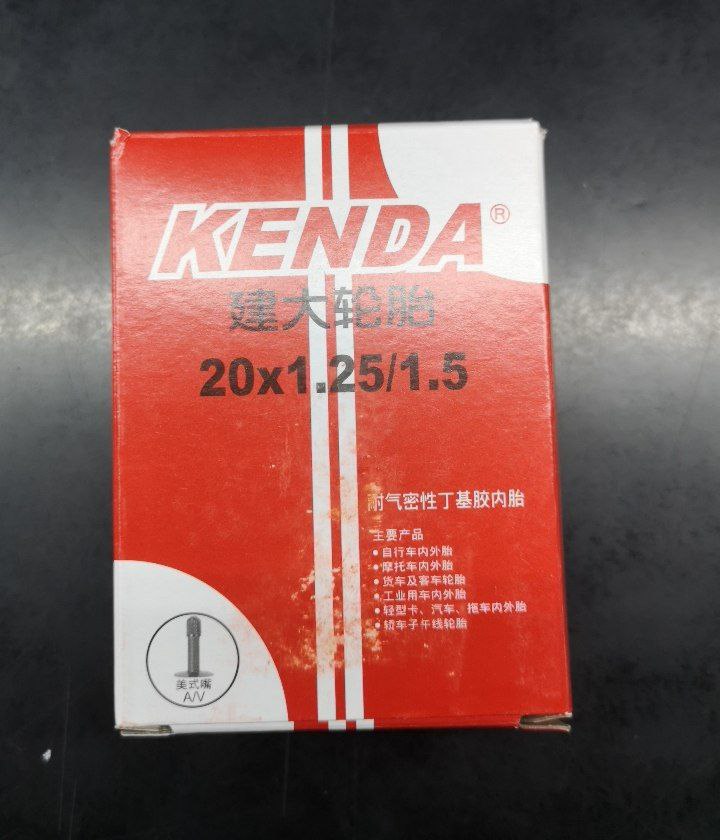 KENDA®
建大轮胎
20x1.25/1.5
耐气密性丁基胶内胎
主要产品
•自行车内外胎
•摩托车内外胎
•货车及客车轮胎
•工业用车内外胎
•轻型卡、汽车、拖车内外胎
•轿车子午线轮胎
美式嘴
A/V